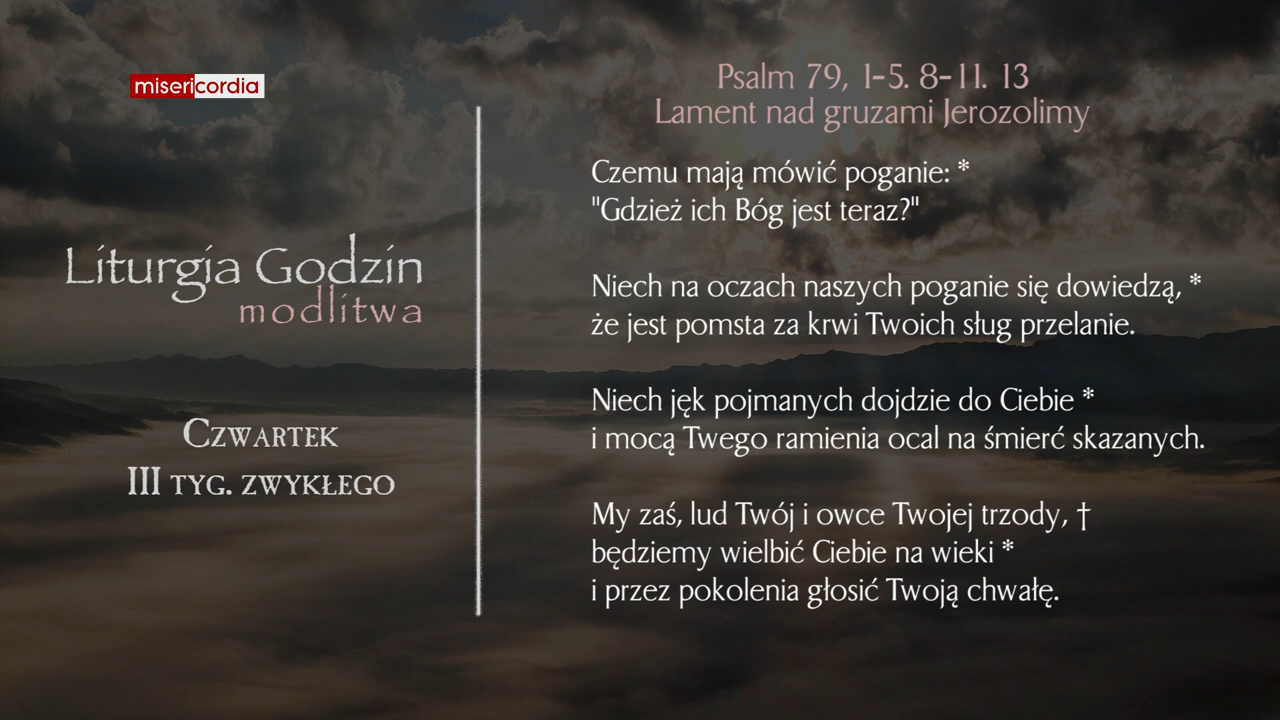 misericordia
Liturgia Godzin
modlitwa
Czwartek
III tyg. zwykłego
Psalm 79, 1-5. 8-11. 13
Lament nad gruzami Jerozolimy
Czemu mają mówić poganie: *
"Gdzież ich Bóg jest teraz?"
Niech na oczach naszych poganie się dowiedzą, *
że jest pomsta za krwi Twoich sług przelanie.
Niech jęk pojmanych dojdzie do Ciebie *
i mocą Twego ramienia ocal na śmierć skazanych.
My zaś, lud Twój i owce Twojej trzody, †
będziemy wielbić Ciebie na wieki *
i przez pokolenia głosić Twoją chwałę.